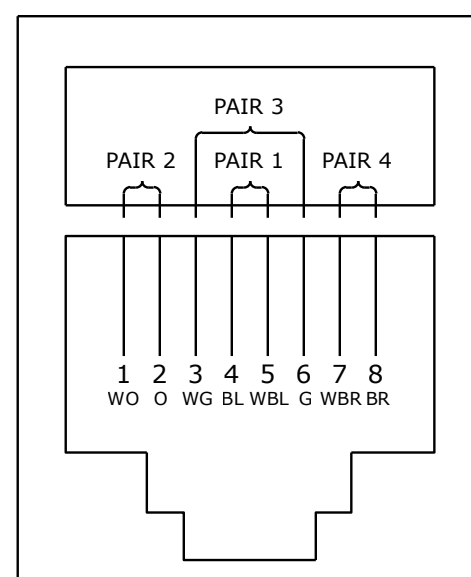 PAIR 3
PAIR 2 PAIR 1 PAIR 4
1 2 3 4 5 6 7 8
WO O WG BL WBL G WBR BR